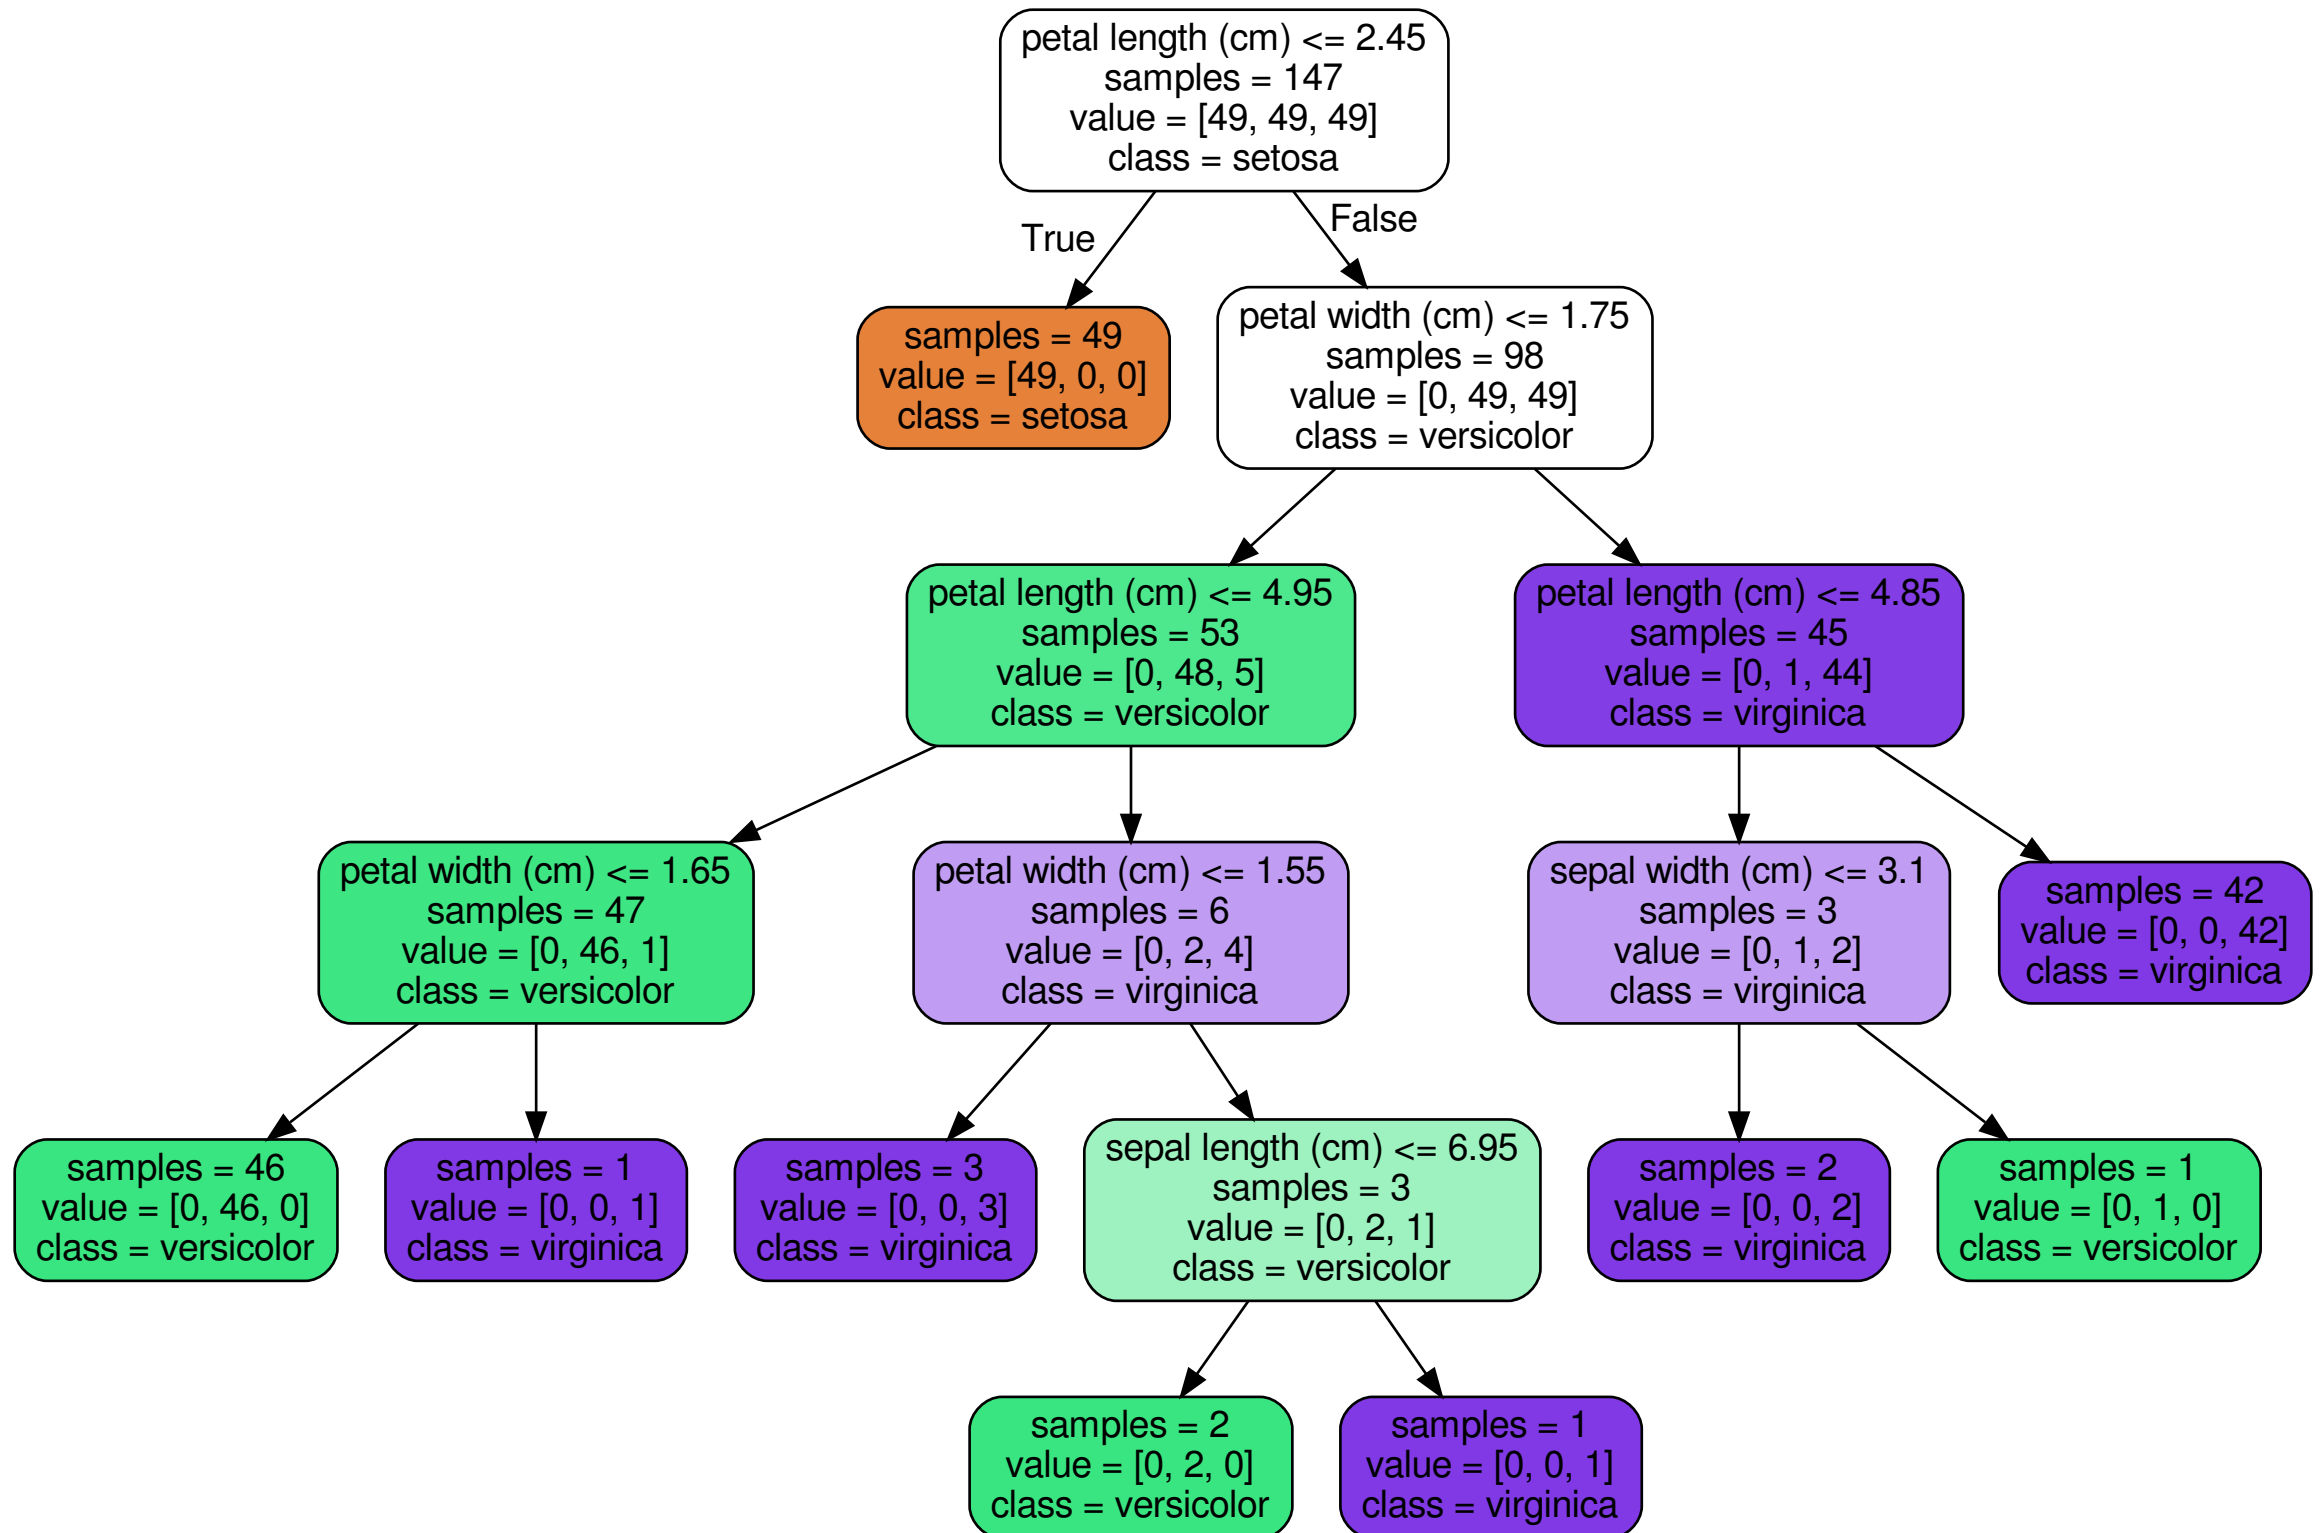 petal length (cm) <= 2.45
samples = 147
value = [49, 49, 49]
class = setosa
True
False
samples = 49
value = [49, 0, 0]
class = setosa
petal width (cm) <= 1.75
samples = 98
value = [0, 49, 49]
class = versicolor
petal length (cm) <= 4.95
samples = 53
value = [0, 48, 5]
class = versicolor
petal length (cm) <= 4.85
samples = 45
value = [0, 1, 44]
class = virginica
petal width (cm) <= 1.65
samples = 47
value = [0, 46, 1]
class = versicolor
petal width (cm) <= 1.55
samples = 6
value = [0, 2, 4]
class = virginica
sepal width (cm) <= 3.1
samples = 3
value = [0, 1, 2]
class = virginica
samples = 42
value = [0, 0, 42]
class = virginica
samples = 46
value = [0, 46, 0]
class = versicolor
samples = 1
value = [0, 0, 1]
class = virginica
samples = 3
value = [0, 0, 3]
class = virginica
sepal length (cm) <= 6.95
samples = 3
value = [0, 2, 1]
class = versicolor
samples = 2
value = [0, 0, 2]
class = virginica
samples = 1
value = [0, 1, 0]
class = versicolor
samples = 2
value = [0, 2, 0]
class = versicolor
samples = 1
value = [0, 0, 1]
class = virginica